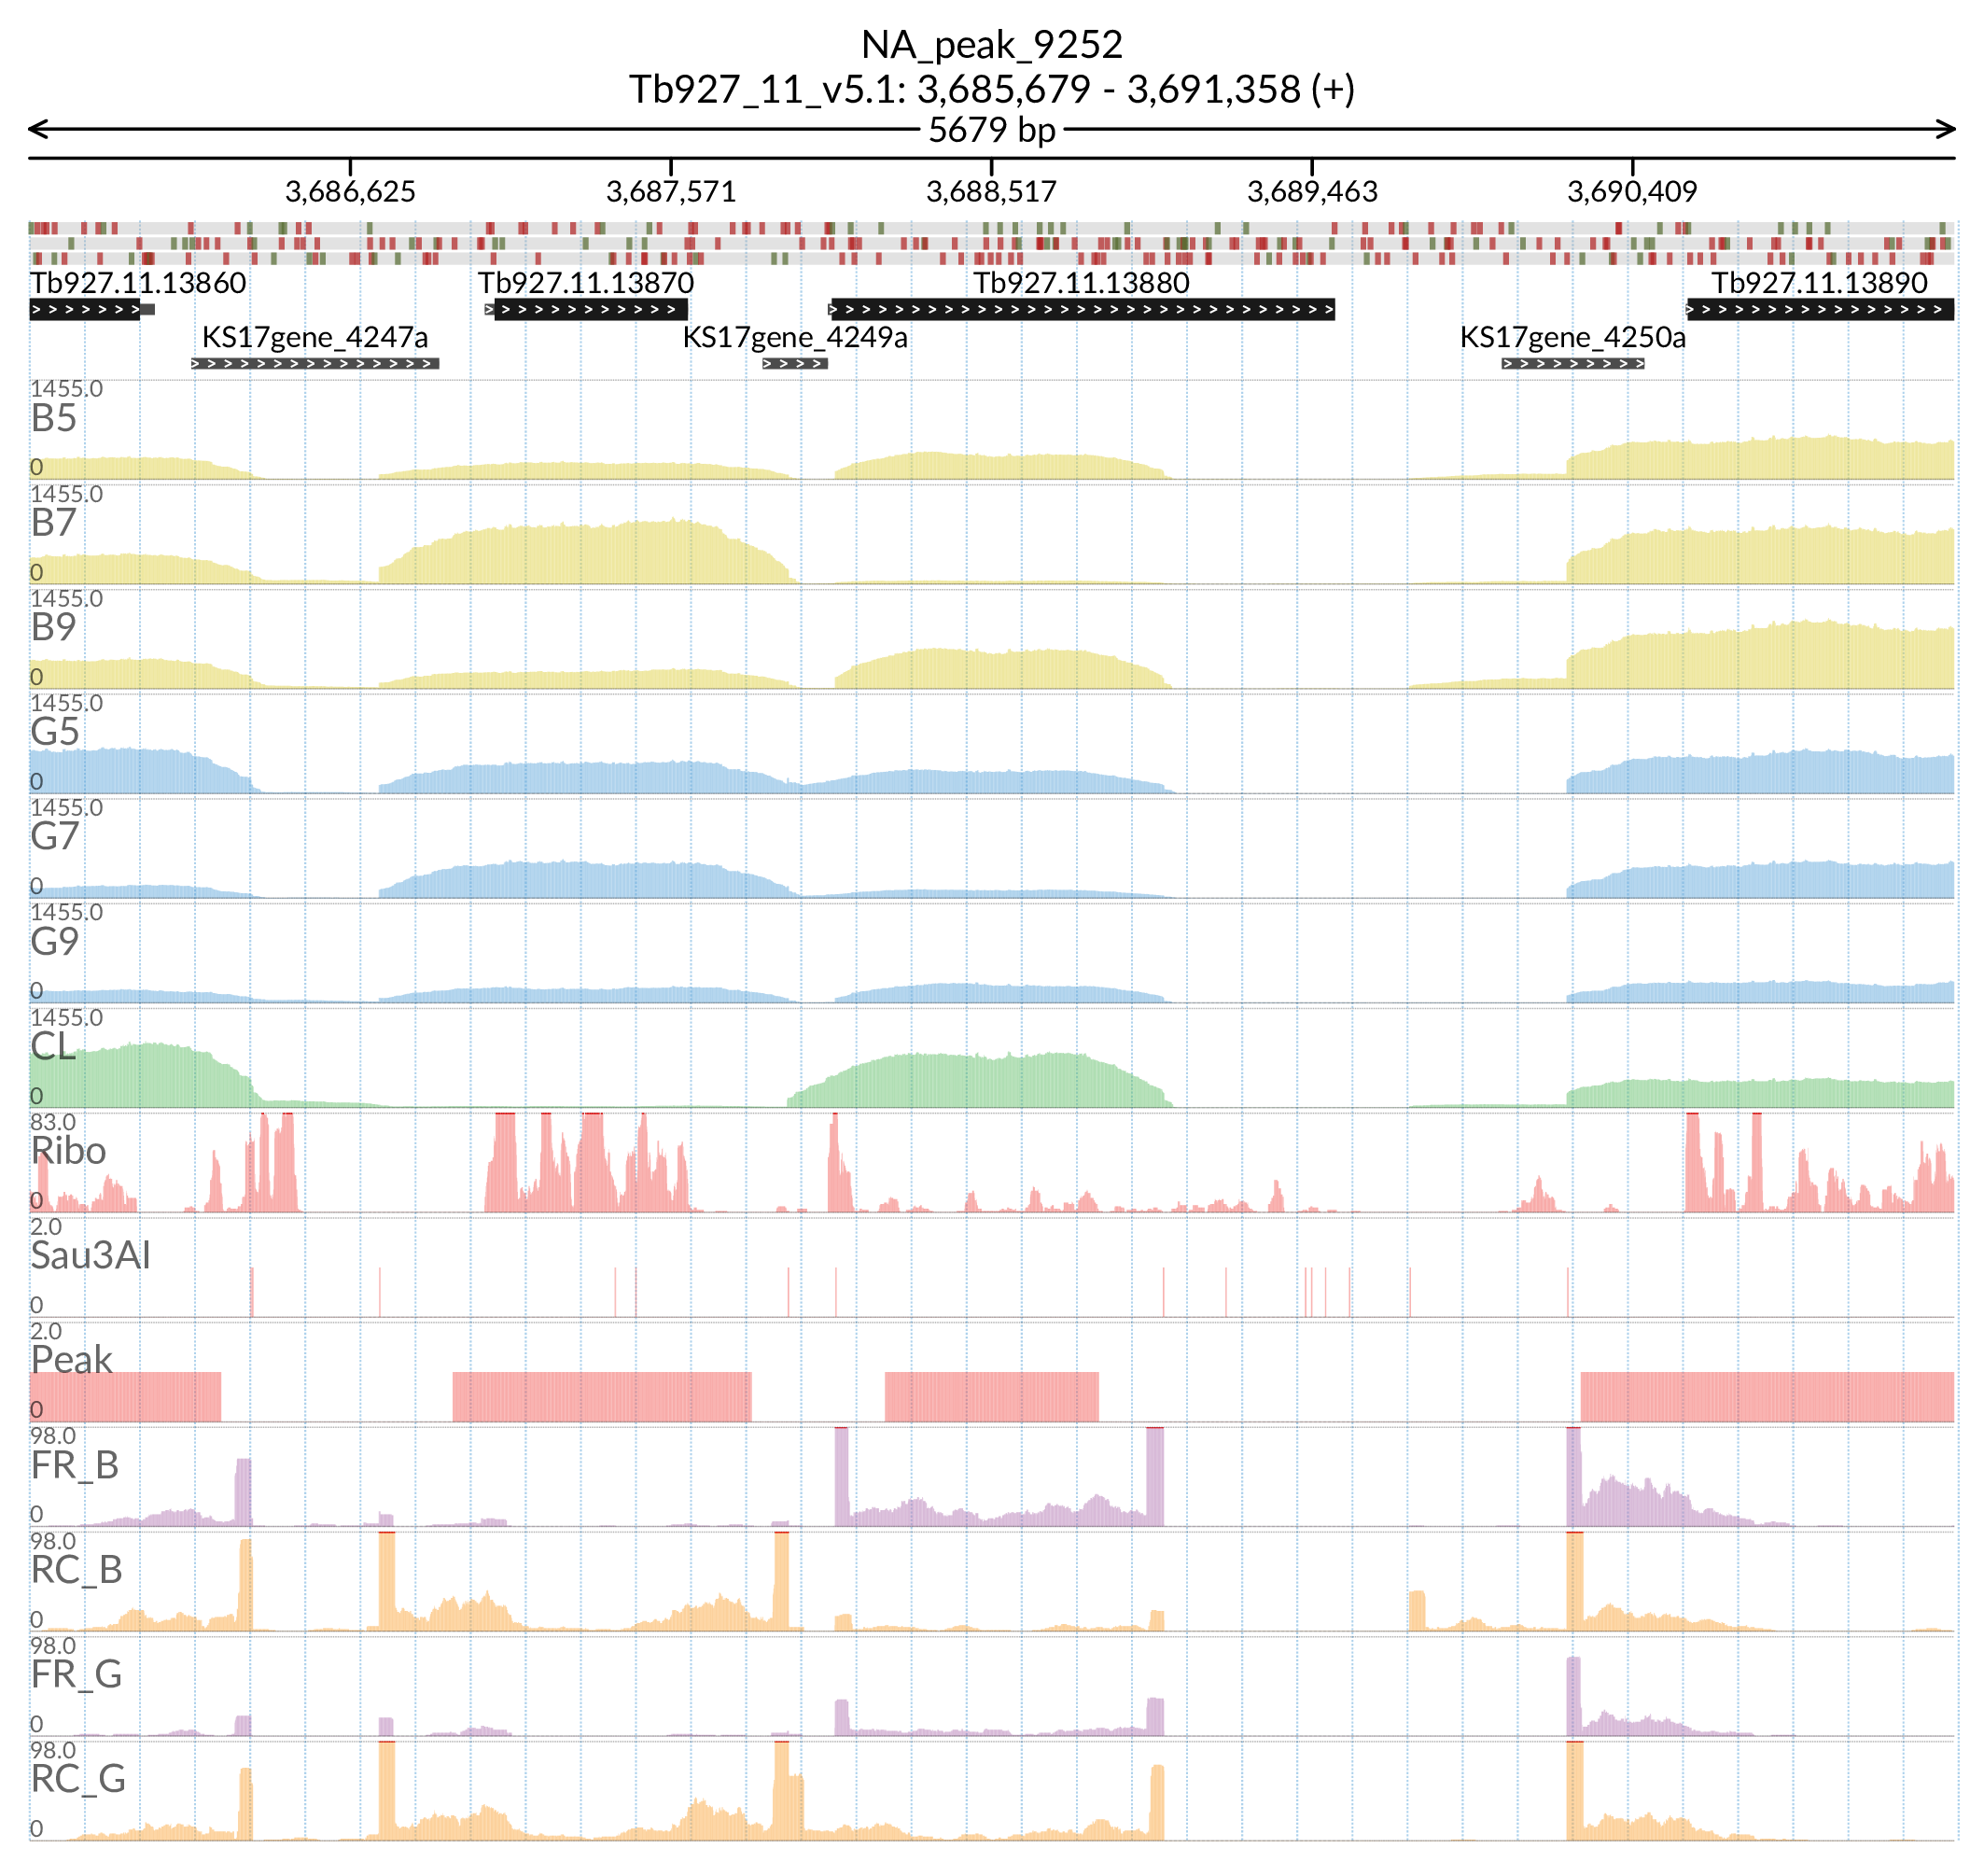 NA_peak_9252
Tb927_11_v5.1: 3,685,679 - 3,691,358 (+)
5679 bp
3,686,625 3,687,571 3,688,517 3,689,463 3,690,409
Tb927.11.13860 Tb927.11.13870 Tb927.11.13880 Tb927.11.13890
KS17gene_4247a KS17gene_4249a KS17gene_4250a
1455.0
B5
0
1455.0
B7
0
1455.0
B9
0
1455.0
G5
0
1455.0
G7
0
1455.0
G9
0
1455.0
CL
0
83.0
Ribo
0
2.0
Sau3AI
0
2.0
Peak
0
98.0
FR_B
0
98.0
RC_B
0
98.0
FR_G
0
98.0
RC_G
0